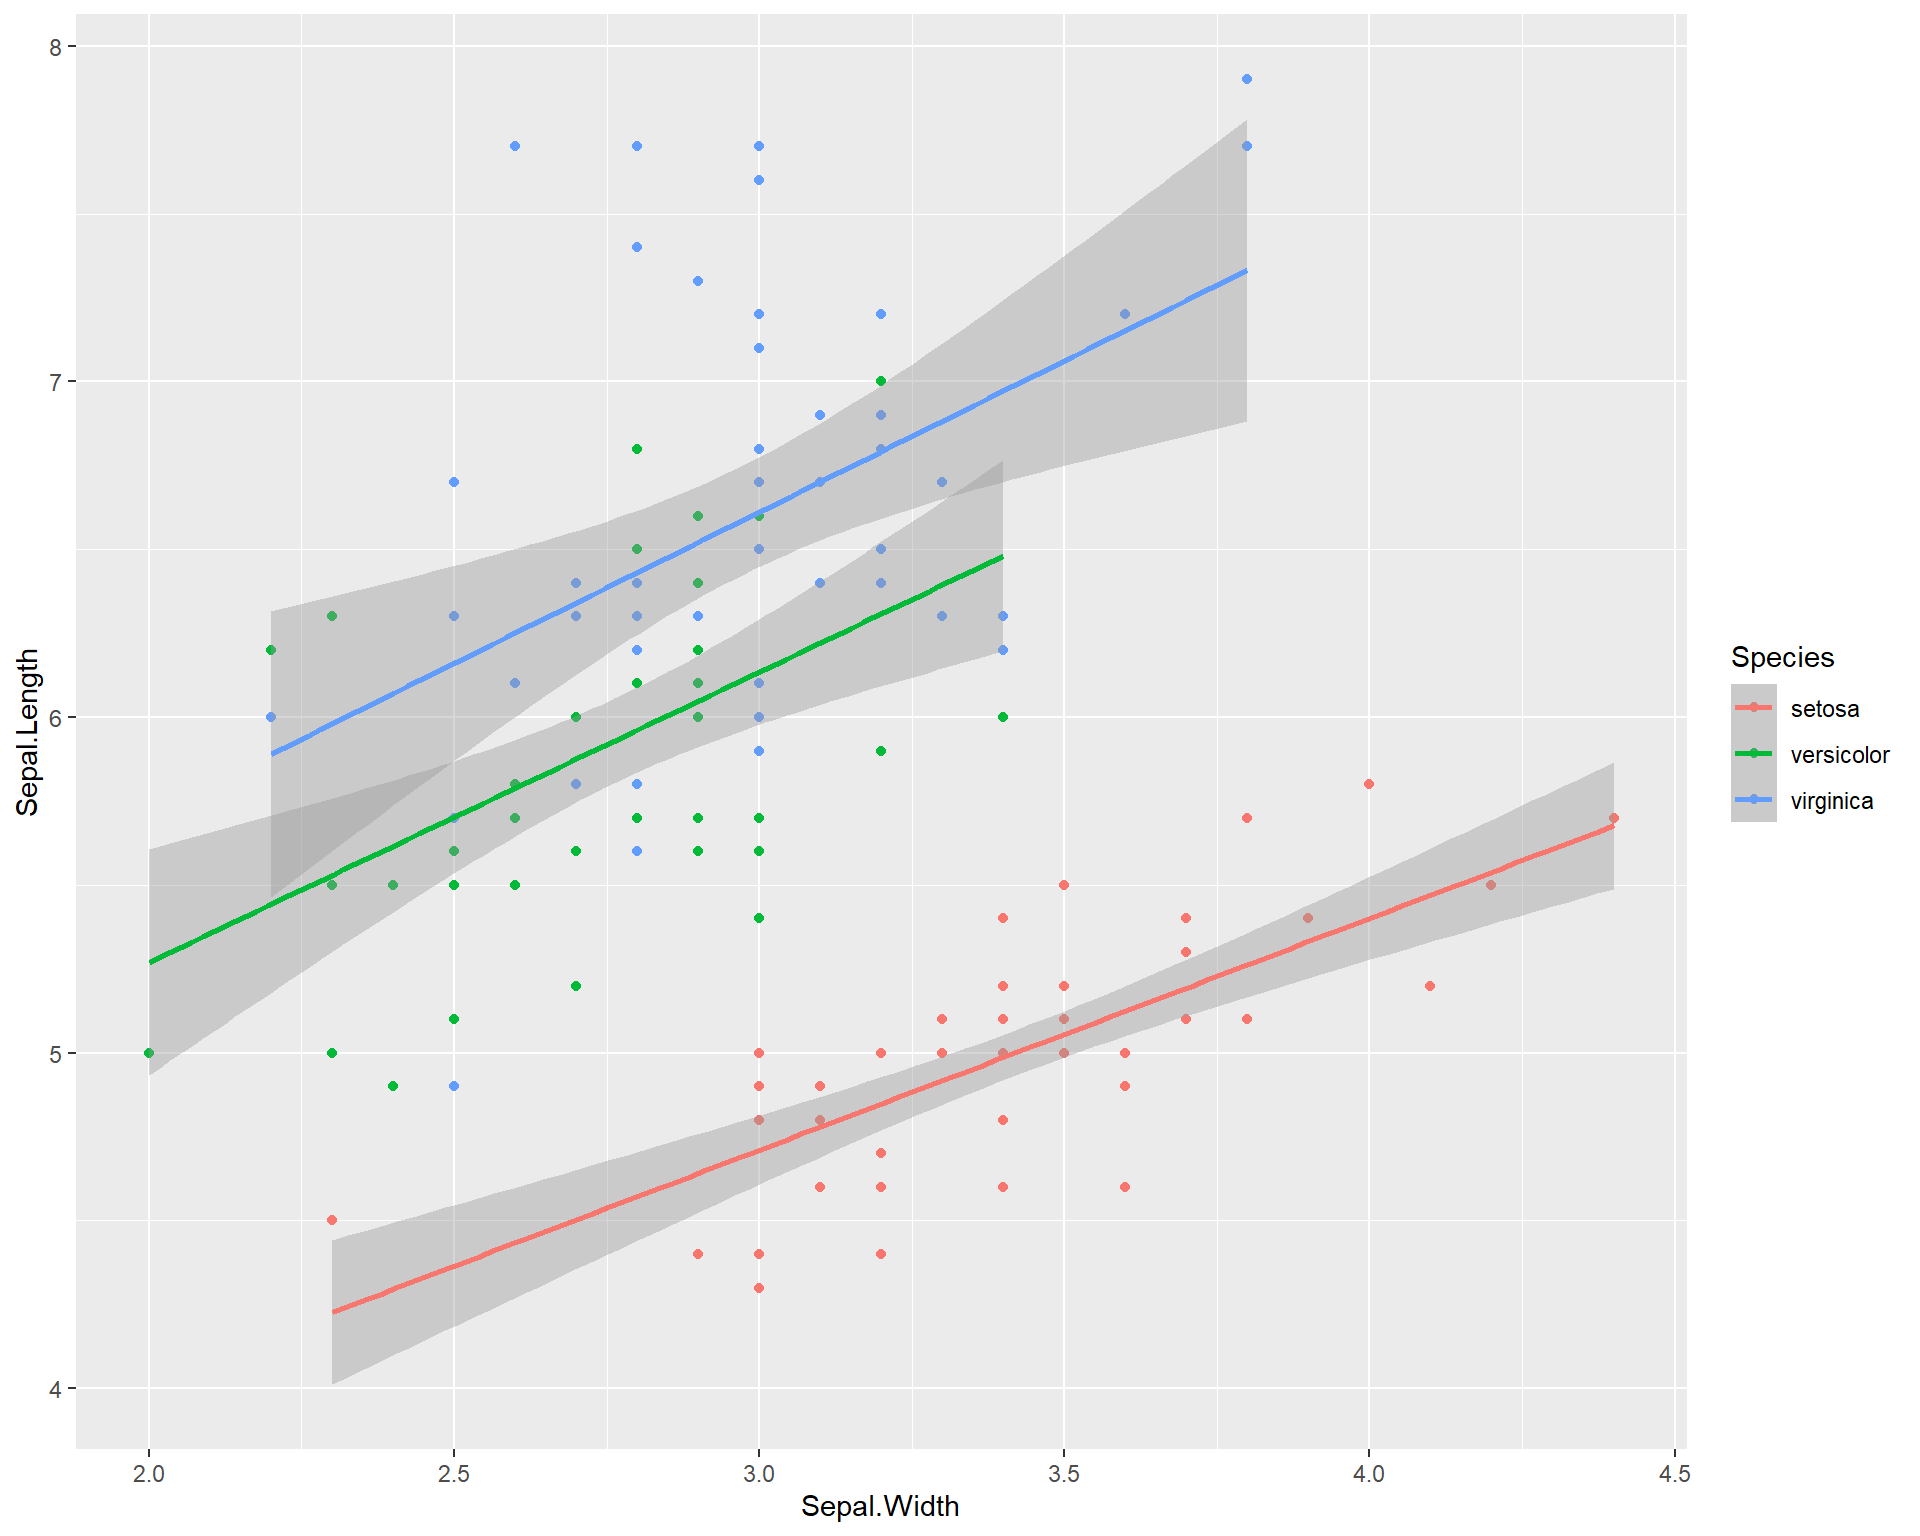 8
7
6
5
4
Sepal.Length
2.0 2.5 3.0 3.5 4.0 4.5
Sepal.Width
Species
setosa
versicolor
virginica